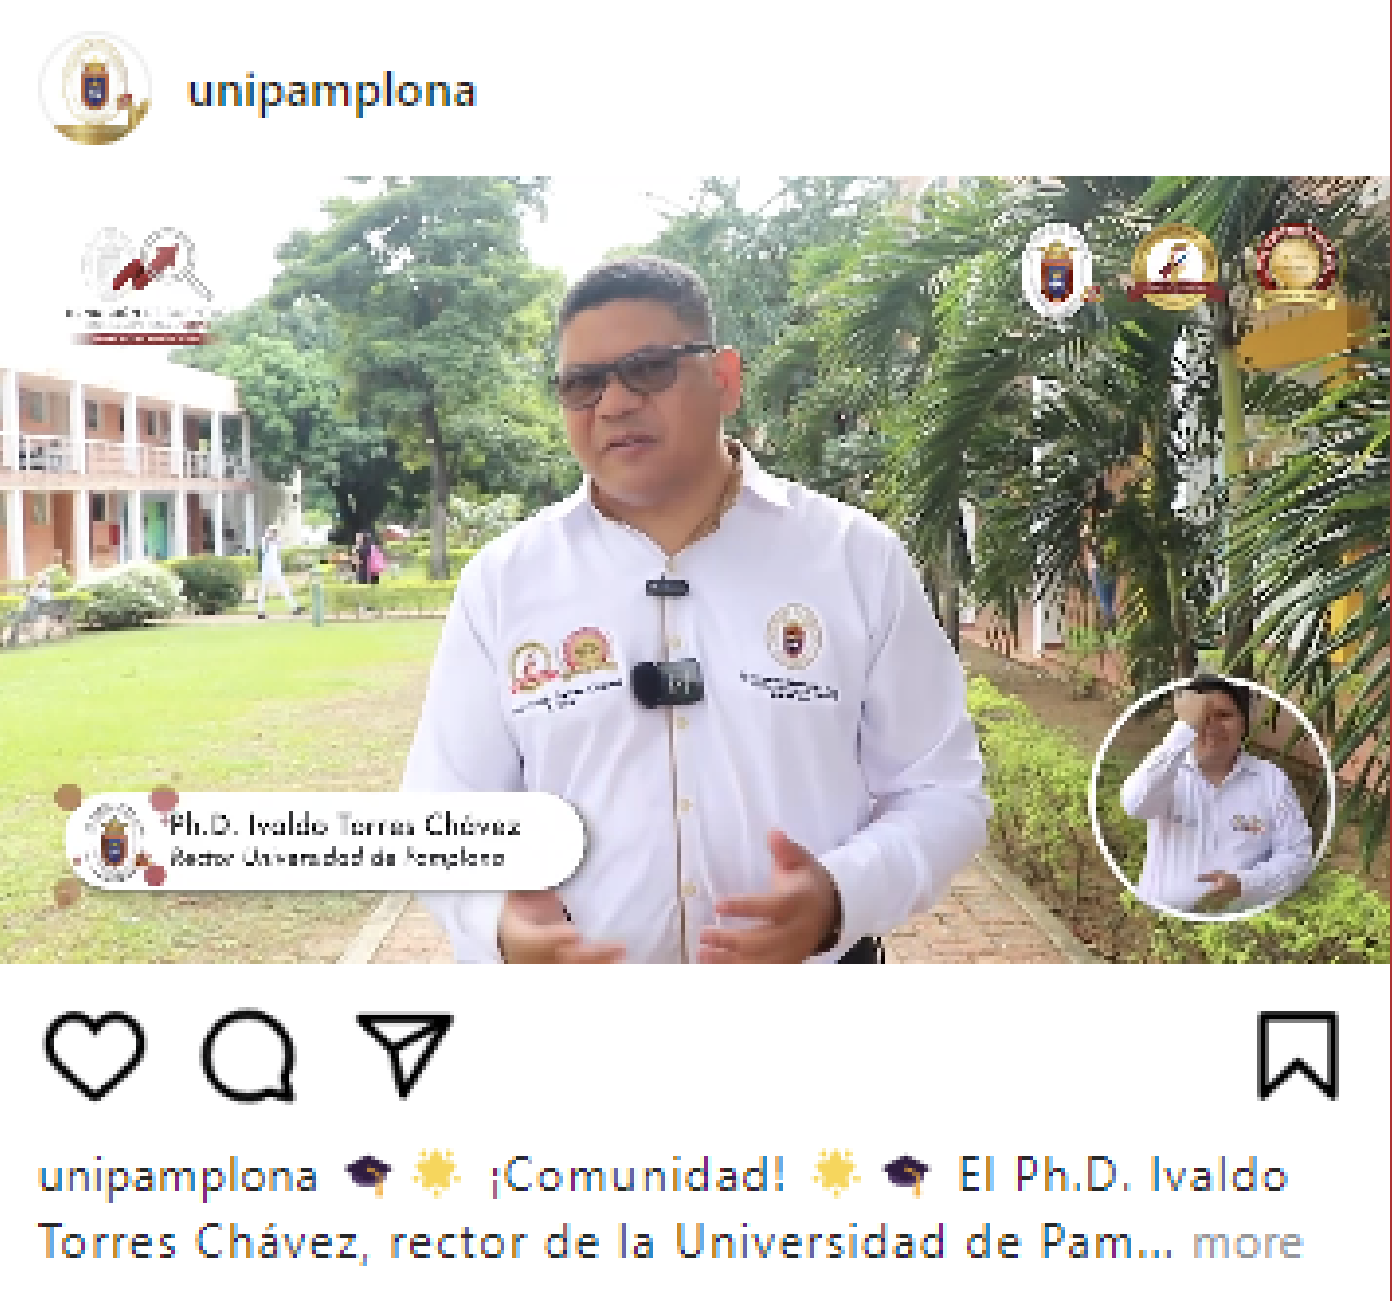 unipamplona
Ph.D. Ivaldo Torres Chávez
Rector Universidad de Pamplona
unipamplona 🎓🌟 ¡Comunidad! 🌟🎓 El Ph.D. Ivaldo
Torres Chávez, rector de la Universidad de Pam... more